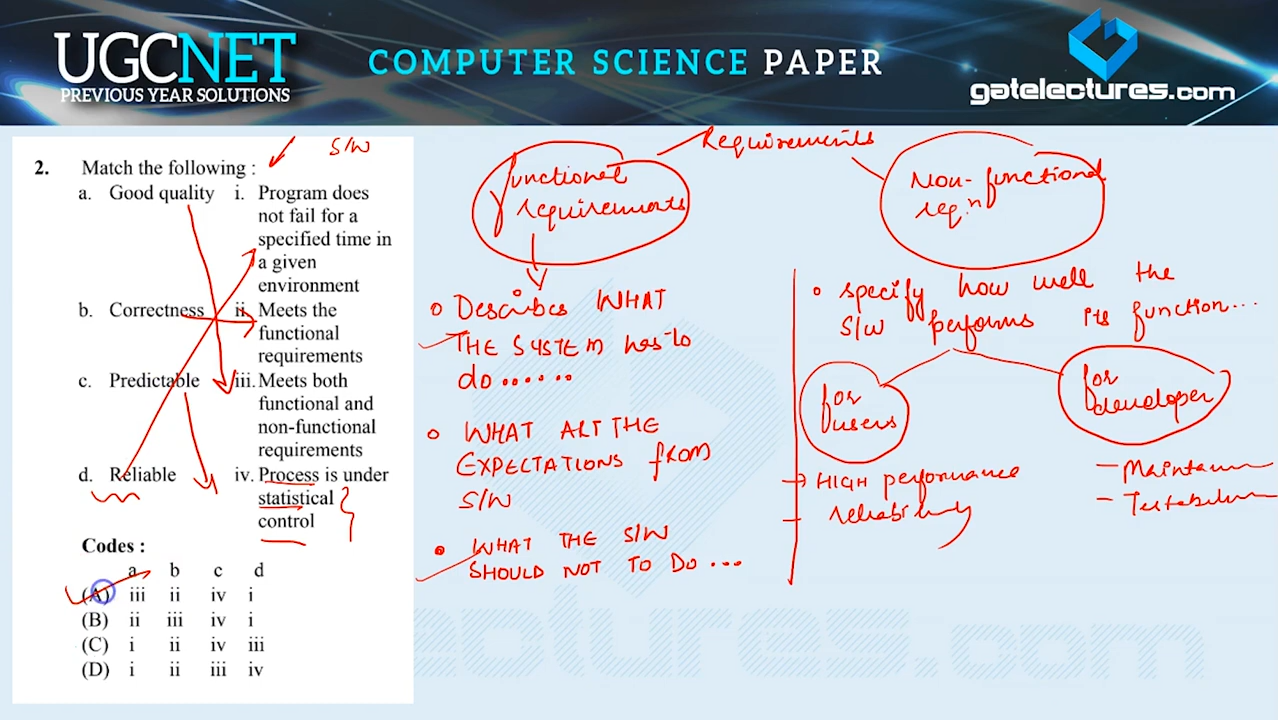 UGCNET
PREVIOUS YEAR SOLUTIONS
COMPUTER SCIENCE PAPER
gatelectures.com
S/W
2. Match the following :
a. Good quality i. Program does
not fail for a
specified time in
a given
environment
b. Correctness ii. Meets the
functional
requirements
c. Predictable iii. Meets both
functional and
non-functional
requirements
d. Reliable iv. Process is under
statistical
control
Codes :
a b c d
(A) iii ii iv i
(B) ii iii iv i
(C) i ii iv iii
(D) i ii iii iv
Requirements
functional
requirements
Describes WHAT
THE SYSTEM has to
do......
WHAT ART THE
EXPECTATIONS from
S/W
WHAT THE S/W
SHOULD NOT TO DO ...
Non-functional
req.n
specify how well the
S/W performs its function...
for
users
HIGH performance
reliability
for
developer
gatelectures.com